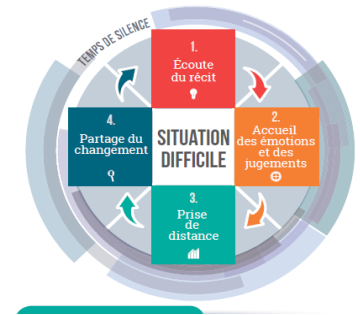 TEMPS DE SILENCE
1.
Écoute
du récit
2.
Accueil
des émotions
et des
jugements
SITUATION
DIFFICILE
3.
Prise
de
distance
4.
Partage du
changement